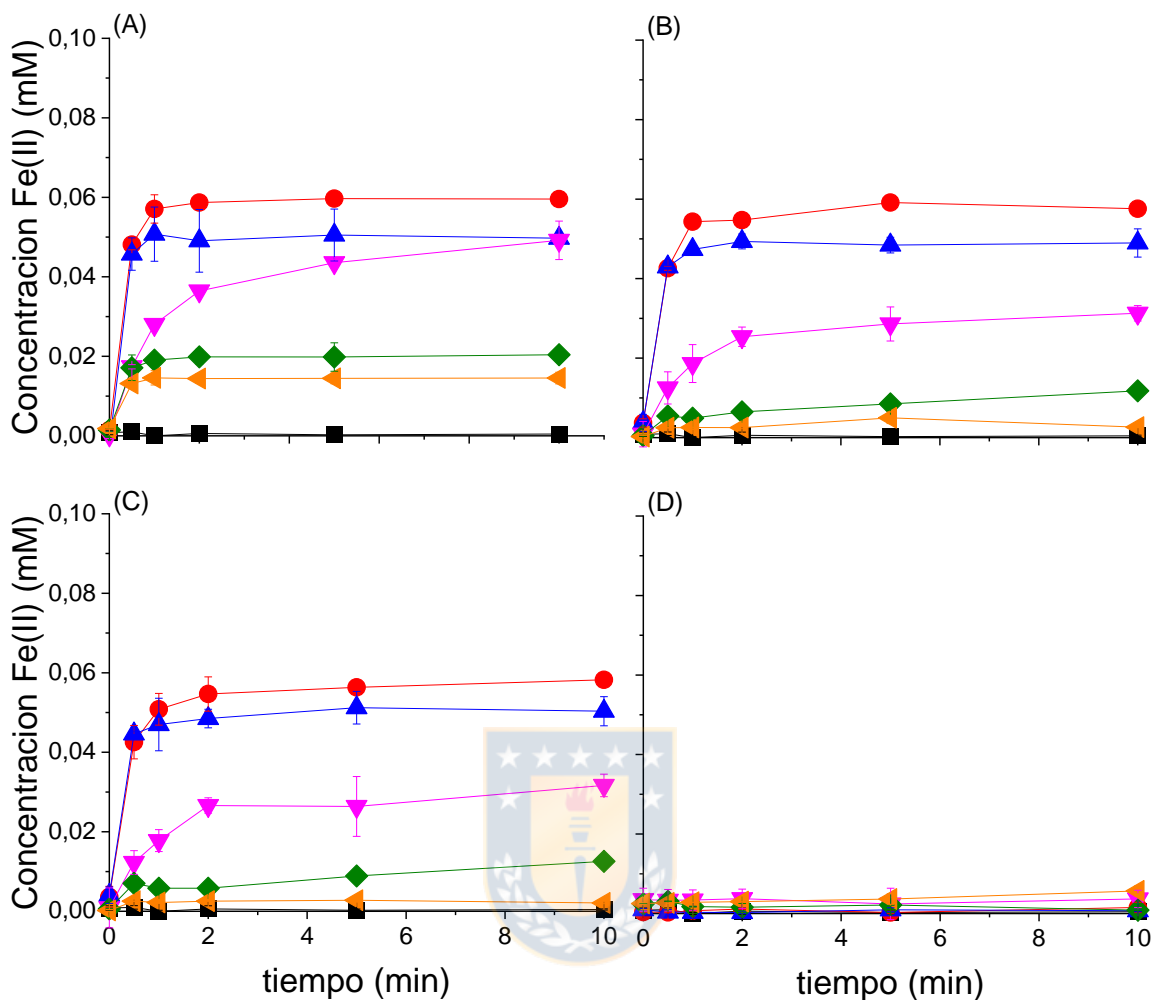 (A)
(B)
0,10
0,08
0,06
0,04
0,02
0,00
Concentracion Fe(II) (mM)
(C)
(D)
0,10
0,08
0,06
0,04
0,02
0,00
Concentracion Fe(II) (mM)
0 2 4 6 8 10
0 2 4 6 8 10
tiempo (min)
tiempo (min)